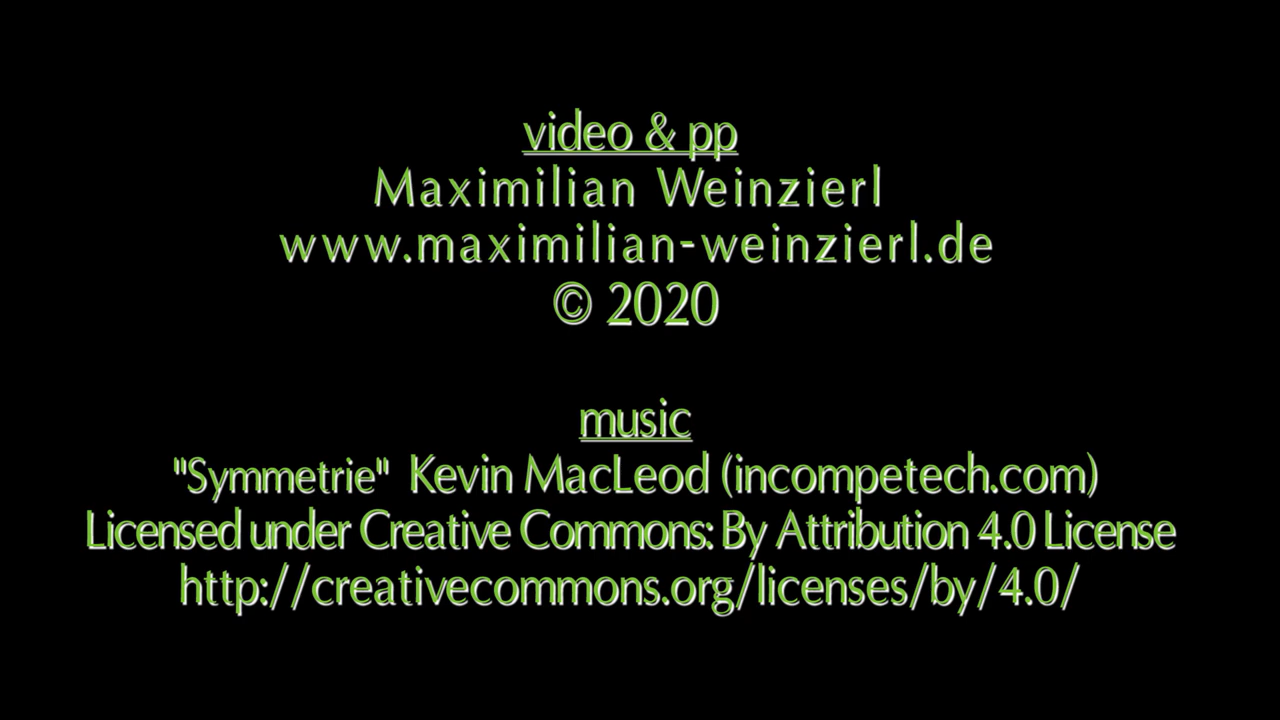 video & pp
Maximilian Weinzierl
www.maximilian-weinzierl.de
© 2020
music
"Symmetrie" Kevin MacLeod (incompetech.com)
Licensed under Creative Commons: By Attribution 4.0 License
http://creativecommons.org/licenses/by/4.0/